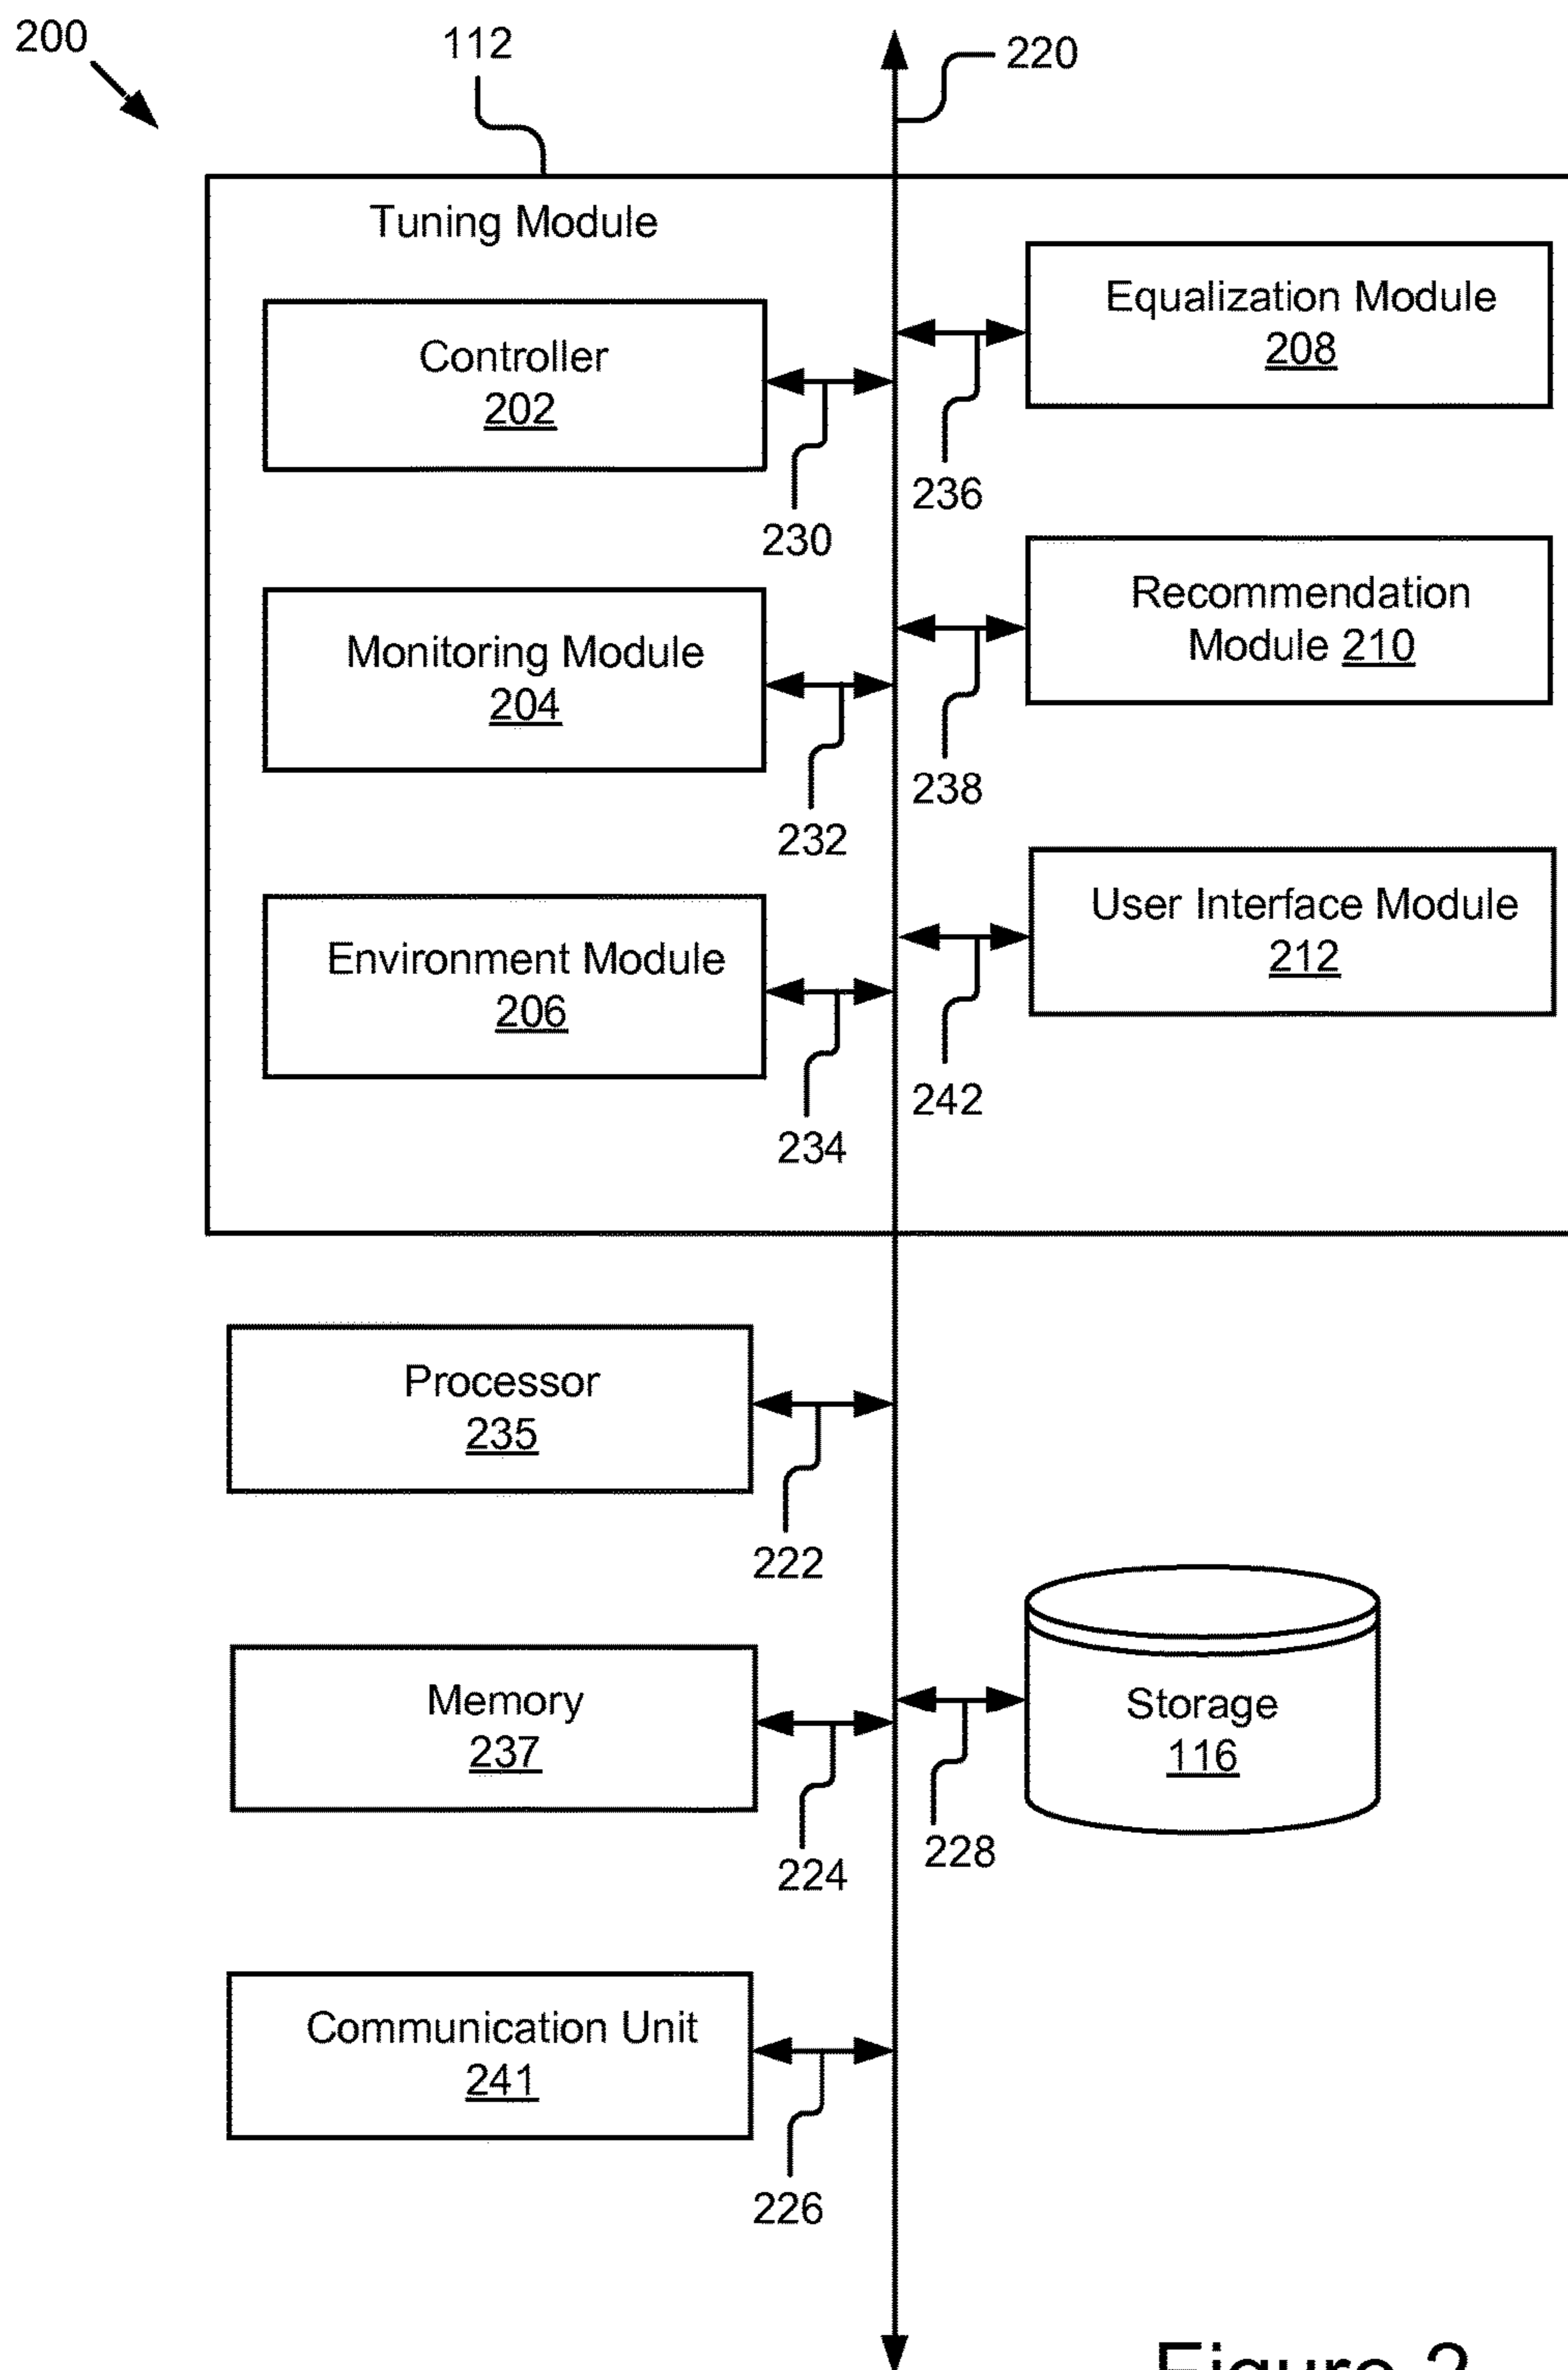 200
112
220
Tuning Module
Equalization Module
208
Controller
202
236
230
Recommendation
Module 210
Monitoring Module
204
238
232
User Interface Module
212
Environment Module
206
242
234
Processor
235
222
Memory
237
Storage
116
228
224
Communication Unit
241
226
Figure 2